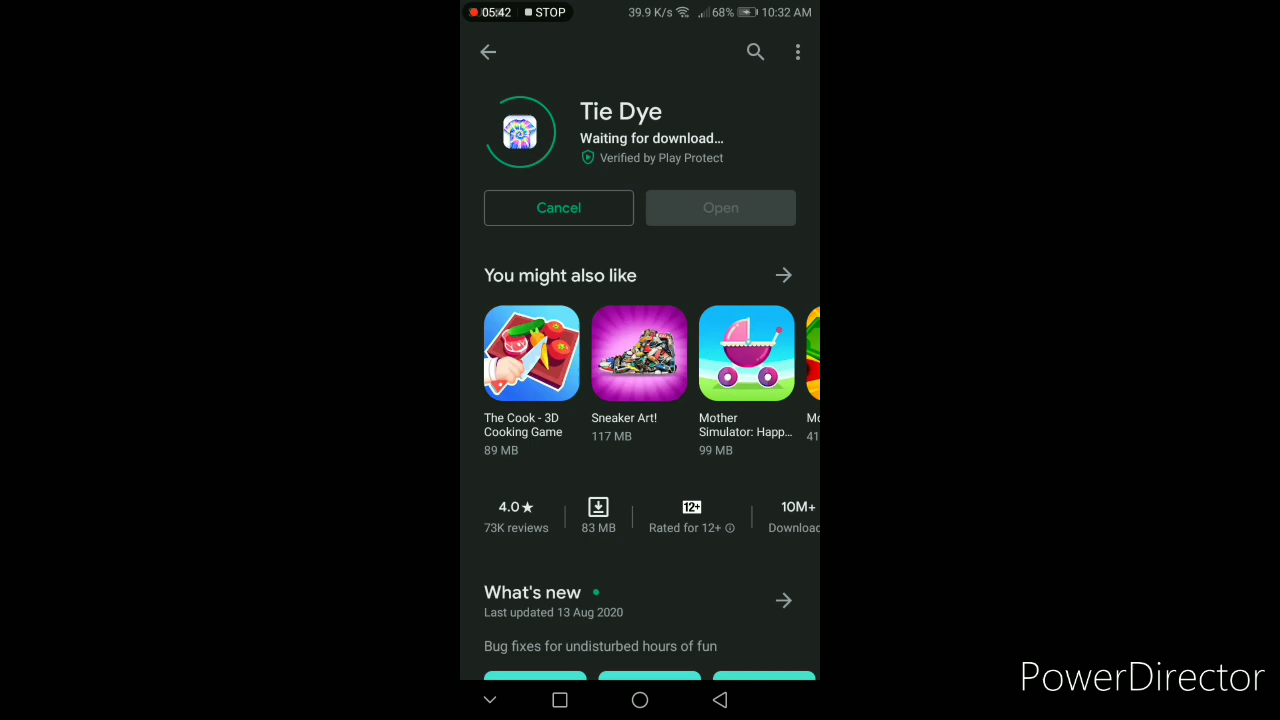 05:42 STOP 39.9 K/s 68% 10:32 AM
Tie Dye
Waiting for download...
Verified by Play Protect
Cancel Open
You might also like
The Cook - 3D Cooking Game
89 MB
Sneaker Art!
117 MB
Mother Simulator: Happ...
99 MB
Mo
41
4.0★
73K reviews
83 MB
12+
Rated for 12+
10M+
Downloac
What's new
Last updated 13 Aug 2020
Bug fixes for undisturbed hours of fun
PowerDirector